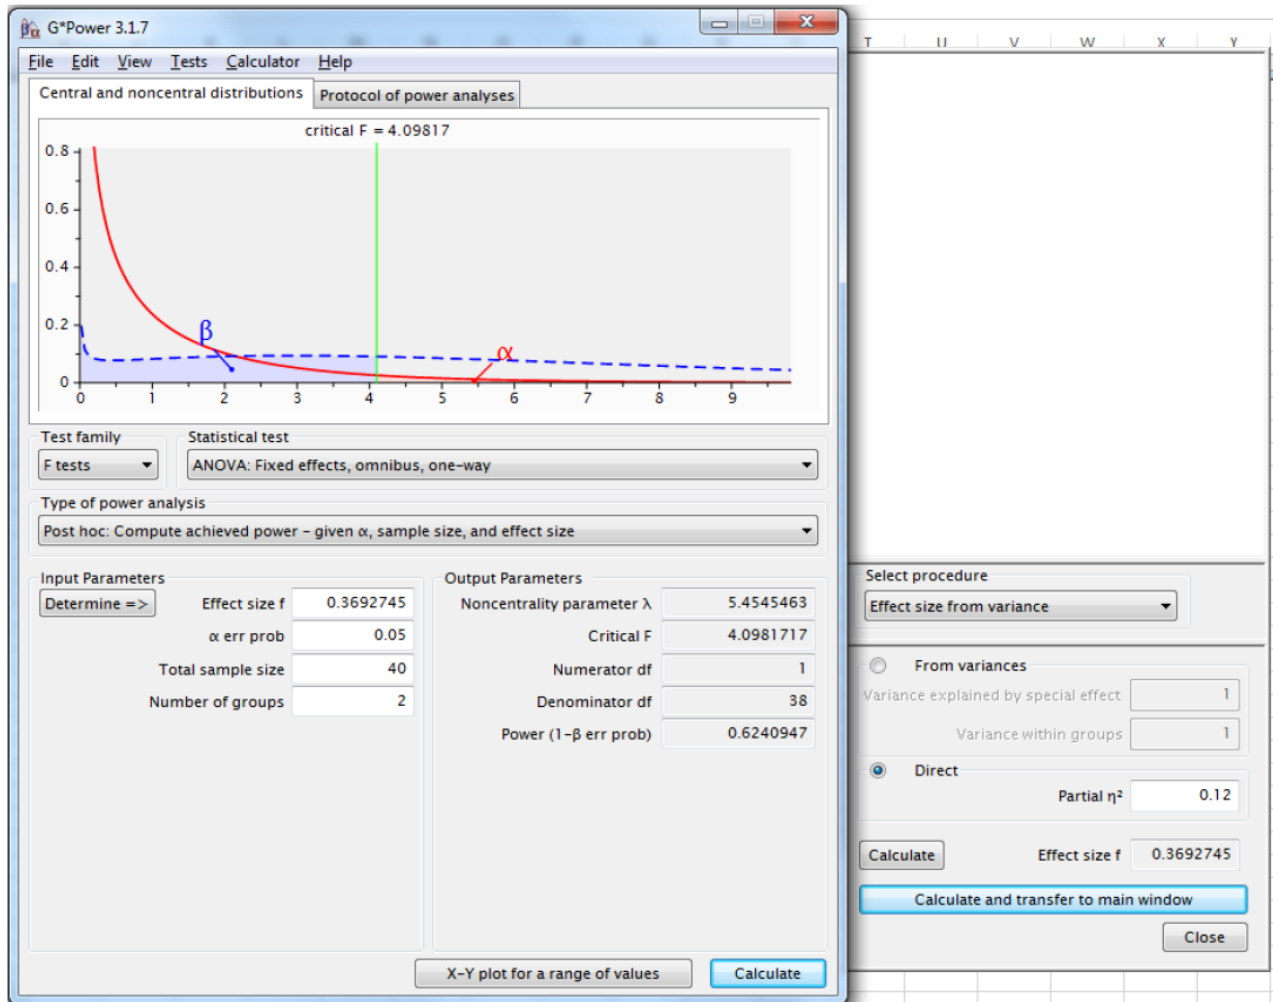 G*Power 3.1.7
File Edit View Tests Calculator Help
Central and noncentral distributions Protocol of power analyses
critical F = 4.09817
0.8
0.6
0.4
0.2
0
β
α
0 1 2 3 4 5 6 7 8 9
Test family Statistical test
F tests ANOVA: Fixed effects, omnibus, one-way
Type of power analysis
Post hoc: Compute achieved power – given α, sample size, and effect size
Input Parameters
Determine => Effect size f 0.3692745
α err prob 0.05
Total sample size 40
Number of groups 2
Output Parameters
Noncentrality parameter λ 5.4545463
Critical F 4.0981717
Numerator df 1
Denominator df 38
Power (1-β err prob) 0.6240947
X-Y plot for a range of values Calculate
T U V W X Y
Select procedure
Effect size from variance
From variances
Variance explained by special effect 1
Variance within groups 1
Direct
Partial η² 0.12
Calculate Effect size f 0.3692745
Calculate and transfer to main window
Close